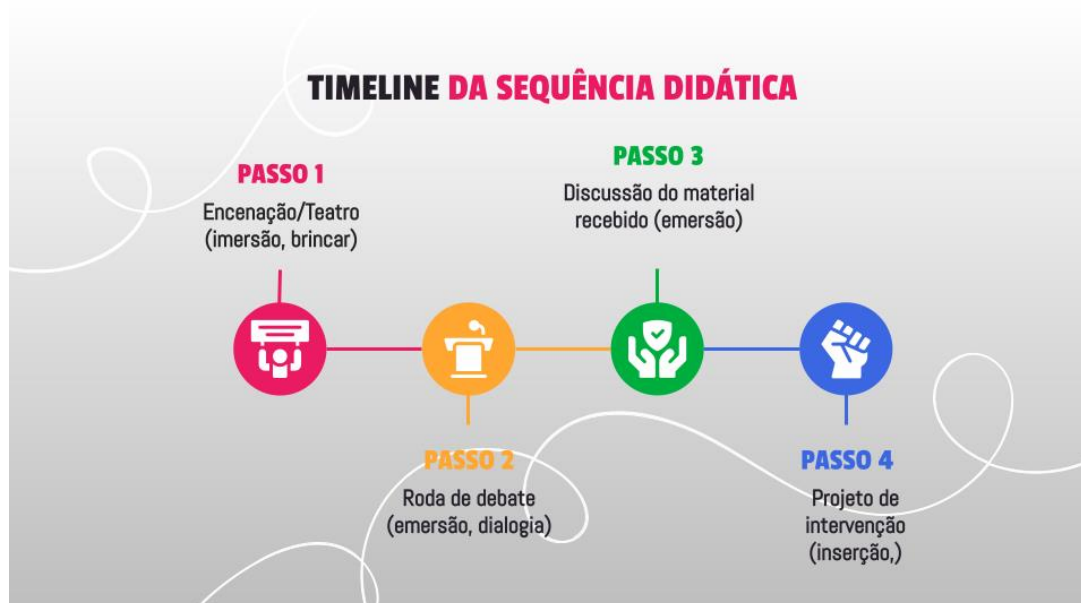 TIMELINE DA SEQUÊNCIA DIDÁTICA
PASSO 1
Encenação/Teatro
(imersão, brincar)
PASSO 2
Roda de debate
(emersão, dialogia)
PASSO 3
Discussão do material
recebido (emersão)
PASSO 4
Projeto de
intervenção
(inserção,)